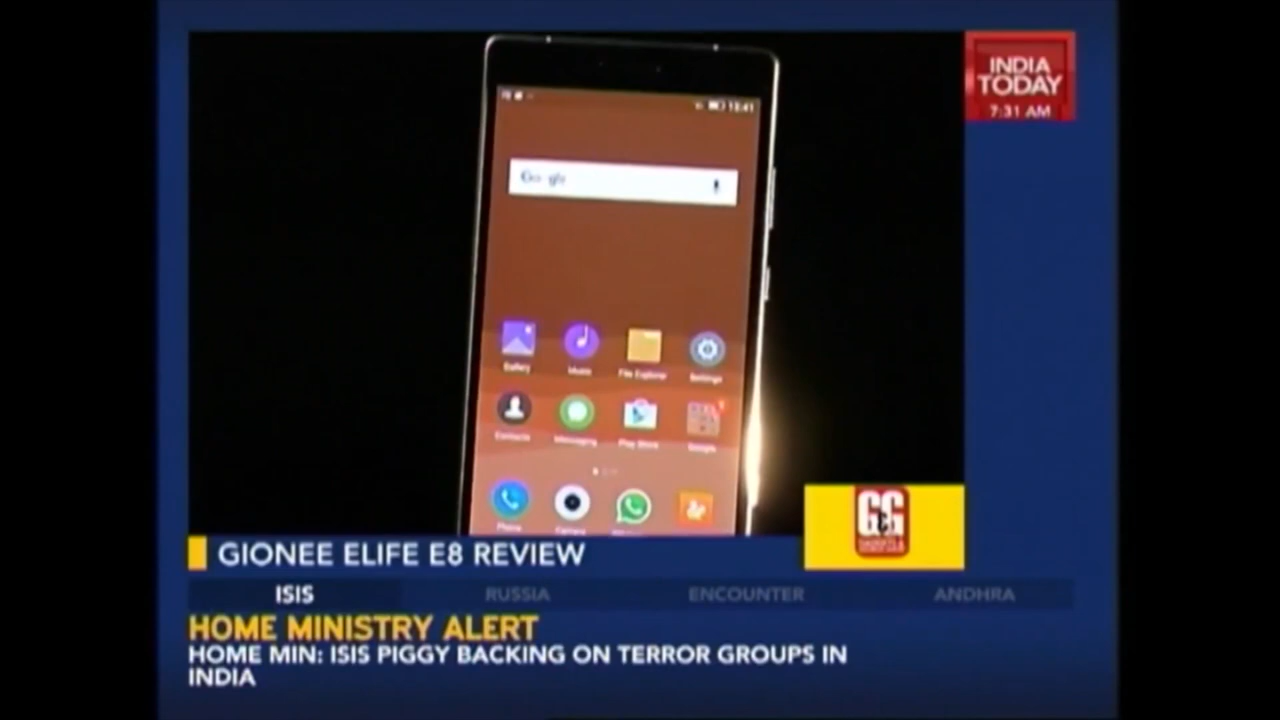 INDIA
TODAY
7:31 AM
Google
Gallery
Music
File Explorer
Settings
Contacts
Messaging
Play Store
Google
Phone
Camera
G&G
GIONEE ELIFE E8 REVIEW
ISIS
RUSSIA
ENCOUNTER
ANDHRA
HOME MINISTRY ALERT
HOME MIN: ISIS PIGGY BACKING ON TERROR GROUPS IN
INDIA